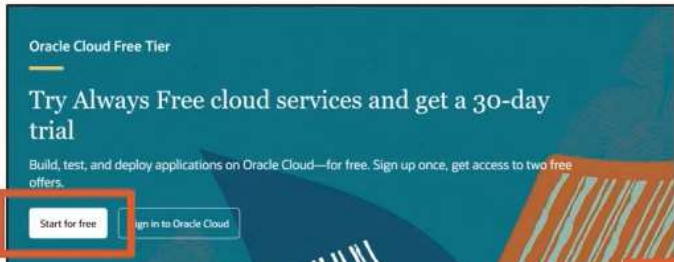 Oracle Cloud Free Tier
Try Always Free cloud services and get a 30-day
trial
Build, test, and deploy applications on Oracle Cloud—for free. Sign up once, get access to two free
offers.
Start for free
ign in to Oracle Cloud